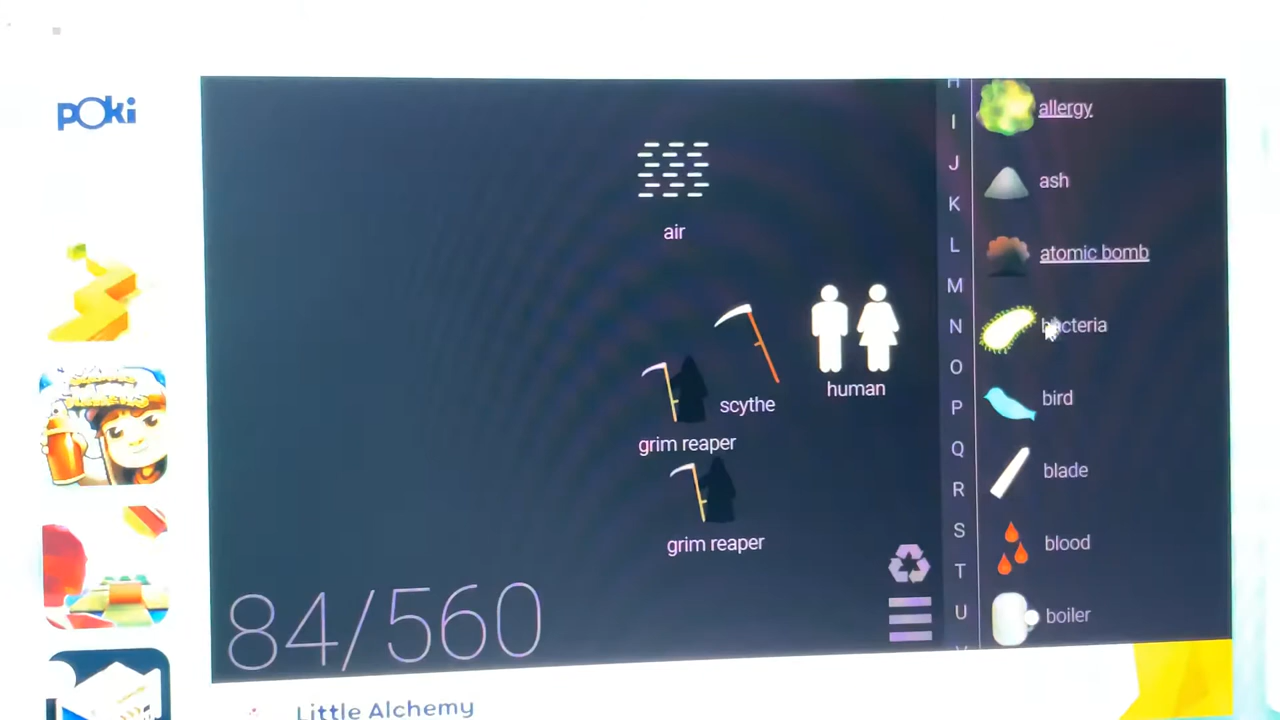 poki
H
I
J
K
L
M
N
O
P
Q
R
S
T
U
allergy
ash
atomic bomb
bacteria
bird
blade
blood
boiler
air
scythe
human
grim reaper
grim reaper
84/560
Little Alchemy